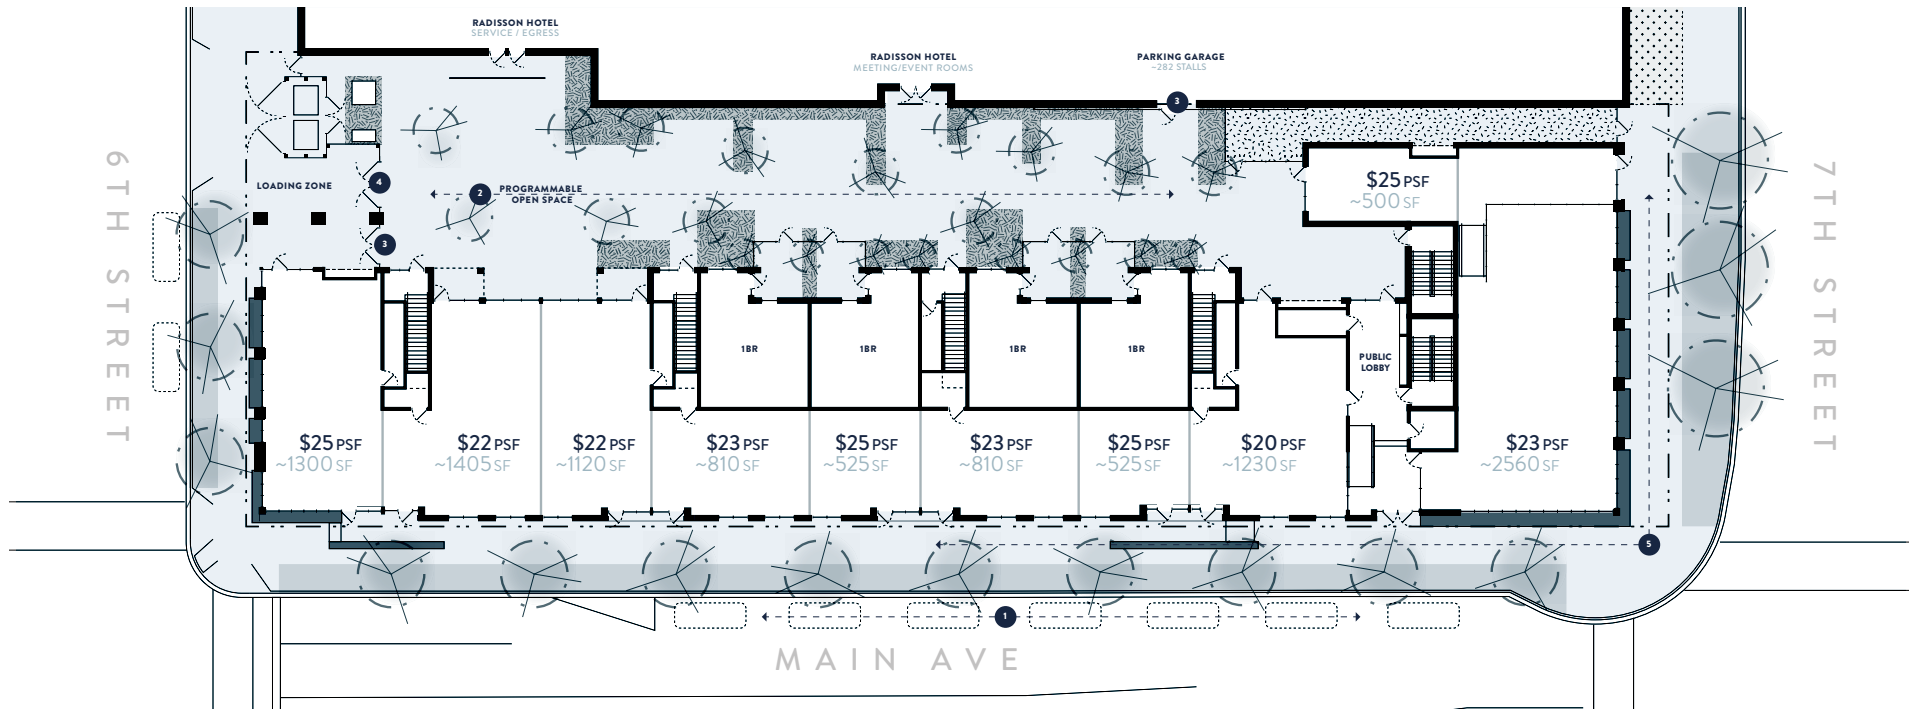 RADISSON HOTEL
SERVICE / EGRESS
RADISSON HOTEL
MEETING/EVENT ROOMS
PARKING GARAGE
~282 STALLS
3
6TH STREET
LOADING ZONE
4
2
PROGRAMMABLE
OPEN SPACE
3
$25 PSF
~500 SF
7TH STREET
1BR
1BR
1BR
1BR
PUBLIC
LOBBY
$25 PSF
~1300 SF
$22 PSF
~1405 SF
$22 PSF
~1120 SF
$23 PSF
~810 SF
$25 PSF
~525 SF
$23 PSF
~810 SF
$25 PSF
~525 SF
$20 PSF
~1230 SF
$23 PSF
~2560 SF
5
1
MAIN AVE